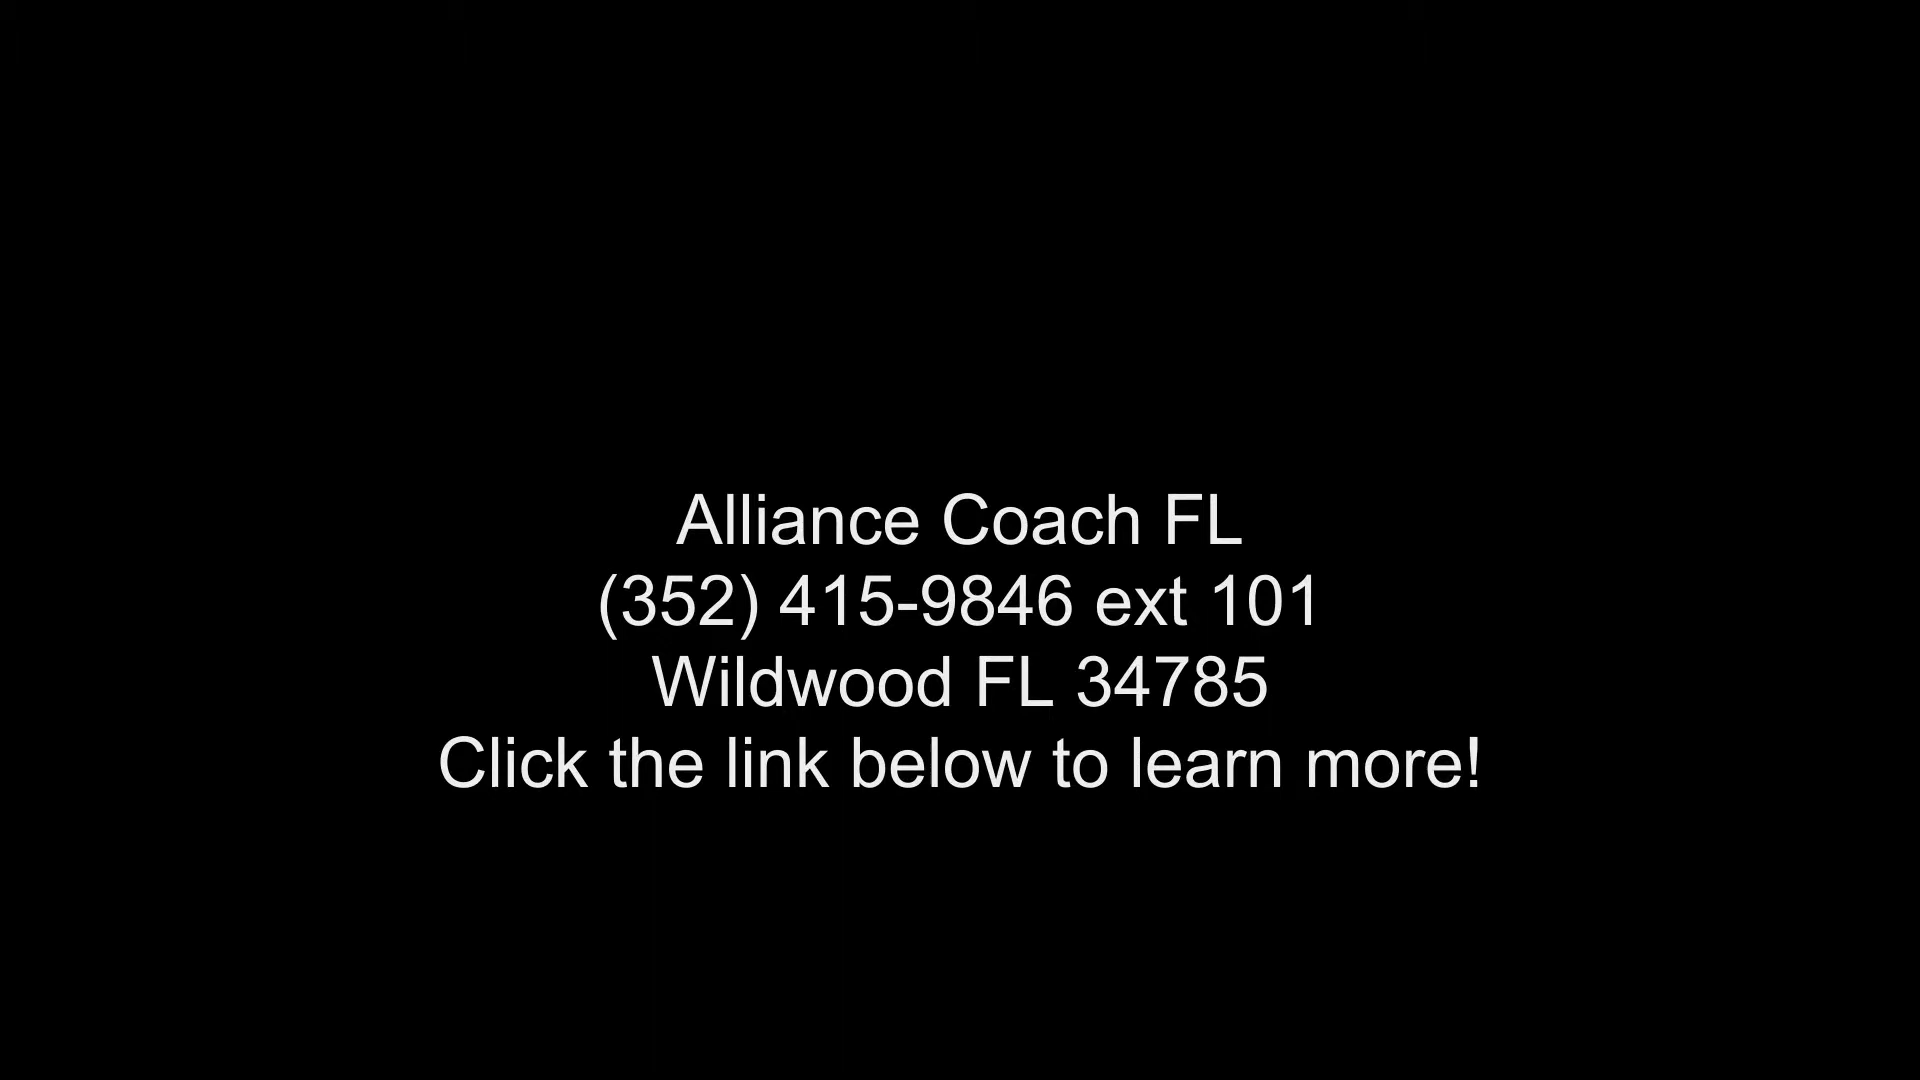 Alliance Coach FL
(352) 415-9846 ext 101
Wildwood FL 34785
Click the link below to learn more!